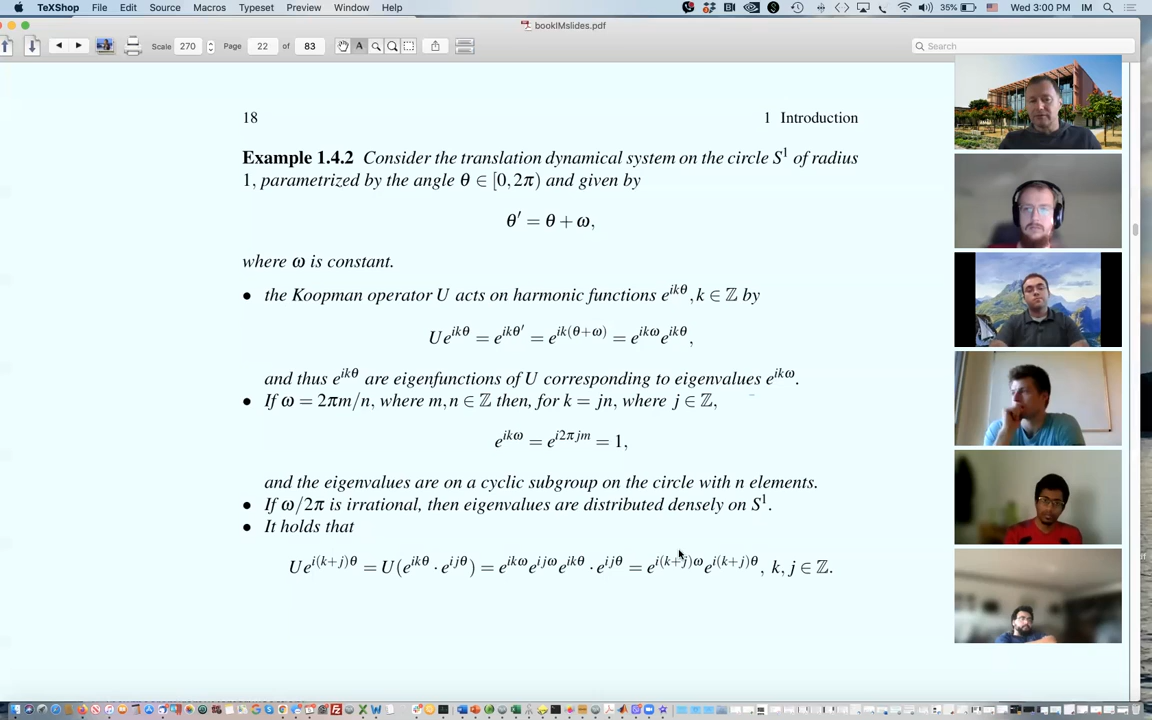 TeXShop File Edit Source Macros Typeset Preview Window Help 35% Wed 3:00 PM IM
bookIMslides.pdf
Scale 270 Page 22 of 83 A Search
18 1 Introduction
Example 1.4.2 Consider the translation dynamical system on the circle S¹ of radius
1, parametrized by the angle θ ∈ [0, 2π) and given by
θ′ = θ + ω,
where ω is constant.
• the Koopman operator U acts on harmonic functions e^{ikθ}, k ∈ ℤ by
Ue^{ikθ} = e^{ikθ′} = e^{ik(θ+ω)} = e^{ikω}e^{ikθ},
and thus e^{ikθ} are eigenfunctions of U corresponding to eigenvalues e^{ikω}.
• If ω = 2πm/n, where m, n ∈ ℤ then, for k = jn, where j ∈ ℤ,
e^{ikω} = e^{i2πjm} = 1,
and the eigenvalues are on a cyclic subgroup on the circle with n elements.
• If ω/2π is irrational, then eigenvalues are distributed densely on S¹.
• It holds that
Ue^{i(k+j)θ} = U(e^{ikθ} · e^{ijθ}) = e^{ikω}e^{ijω}e^{ikθ} · e^{ijθ} = e^{i(k+j)ω}e^{i(k+j)θ}, k, j ∈ ℤ.